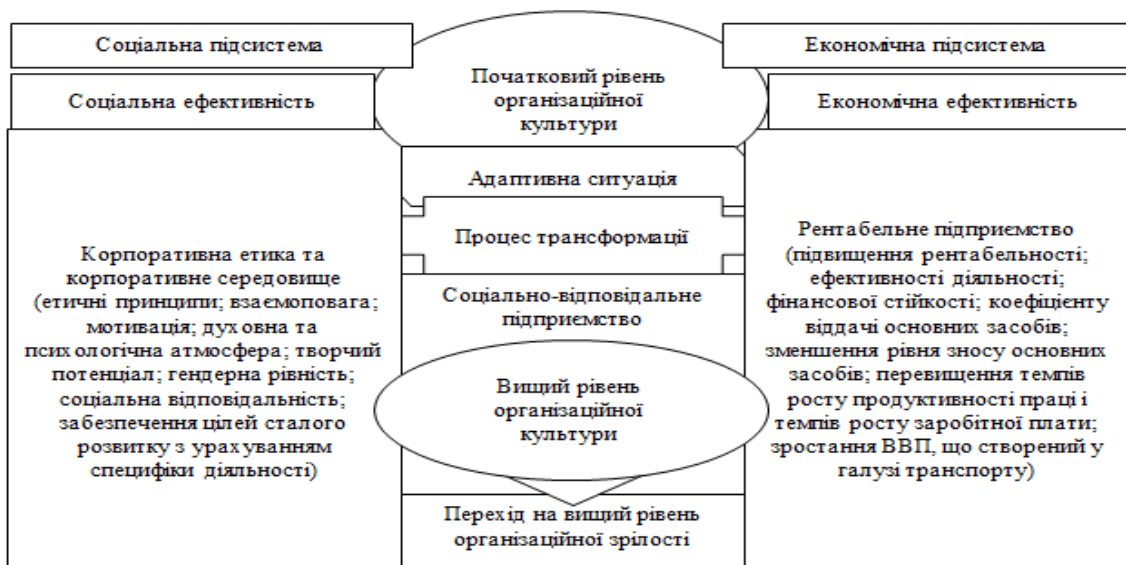 Соціальна підсистема
Економічна підсистема
Соціальна ефективність
Початковий рівень
організаційної
культури
Економічна ефективність
Адаптивна ситуація
Процес трансформації
Соціально-відповідальне
підприємство
Вищий рівень
організаційної
культури
Перехід на вищий рівень
організаційної зрілості
Корпоративна етика та
корпоративне середовище
(етичні принципи; взаємоповага;
мотивація; духовна та
психологічна атмосфера; творчий
потенціал; гендерна рівність;
соціальна відповідальність;
забезпечення цілей сталого
розвитку з урахуванням
специфіки діяльності)
Рентабельне підприємство
(підвищення рентабельності;
ефективності діяльності;
фінансової стійкості; коефіцієнту
віддачі основних засобів;
зменшення рівня зносу основних
засобів; перевищення темпів
росту продуктивності праці і
темпів росту заробітної плати;
зростання ВВП, що створений у
галузі транспорту)